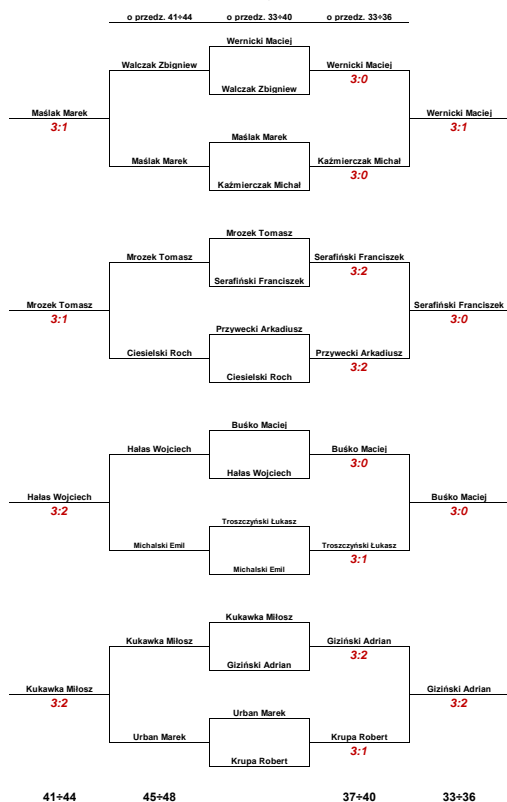 o przedz. 41÷44 o przedz. 33÷40 o przedz. 33÷36
Wernicki Maciej
Walczak Zbigniew Wernicki Maciej
3:0
Walczak Zbigniew
Maślak Marek Wernicki Maciej
3:1 3:1
Maślak Marek
Maślak Marek Kaźmierczak Michał
3:0
Kaźmierczak Michał
Mrozek Tomasz
Mrozek Tomasz Serafiński Franciszek
3:2
Serafiński Franciszek
Mrozek Tomasz Serafiński Franciszek
3:1 3:0
Przywecki Arkadiusz
Ciesielski Roch Przywecki Arkadiusz
3:2
Ciesielski Roch
Buśko Maciej
Hałas Wojciech Buśko Maciej
3:0
Hałas Wojciech
Hałas Wojciech Buśko Maciej
3:2 3:0
Troszczyński Łukasz
Michalski Emil Troszczyński Łukasz
3:1
Michalski Emil
Kukawka Miłosz
Kukawka Miłosz Giziński Adrian
3:2
Giziński Adrian
Kukawka Miłosz Giziński Adrian
3:2 3:2
Urban Marek
Urban Marek Krupa Robert
3:1
Krupa Robert
41÷44 45÷48 37÷40 33÷36